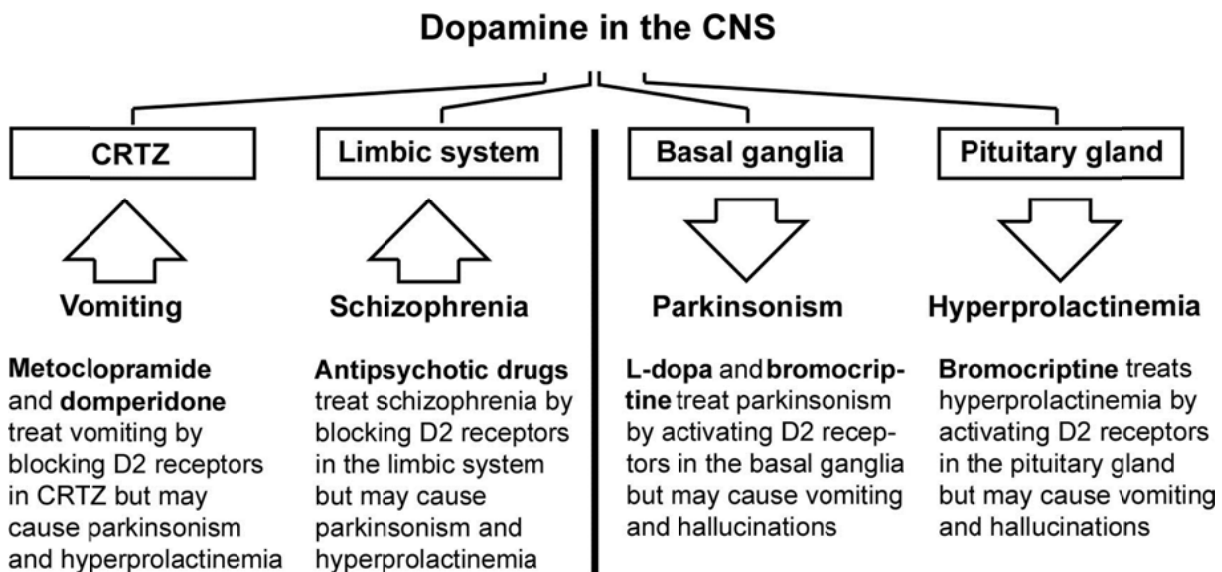 Dopamine in the CNS
CRTZ
Limbic system
Basal ganglia
Pituitary gland
Vomiting
Schizophrenia
Parkinsonism
Hyperprolactinemia
Metoclopramide
and domperidone
treat vomiting by
blocking D2 receptors
in CRTZ but may
cause parkinsonism
and hyperprolactinemia
Antipsychotic drugs
treat schizophrenia by
blocking D2 receptors
in the limbic system
but may cause
parkinsonism and
hyperprolactinemia
L-dopa and bromocrip-
tine treat parkinsonism
by activating D2 recep-
tors in the basal ganglia
but may cause vomiting
and hallucinations
Bromocriptine treats
hyperprolactinemia by
activating D2 receptors
in the pituitary gland
but may cause vomiting
and hallucinations